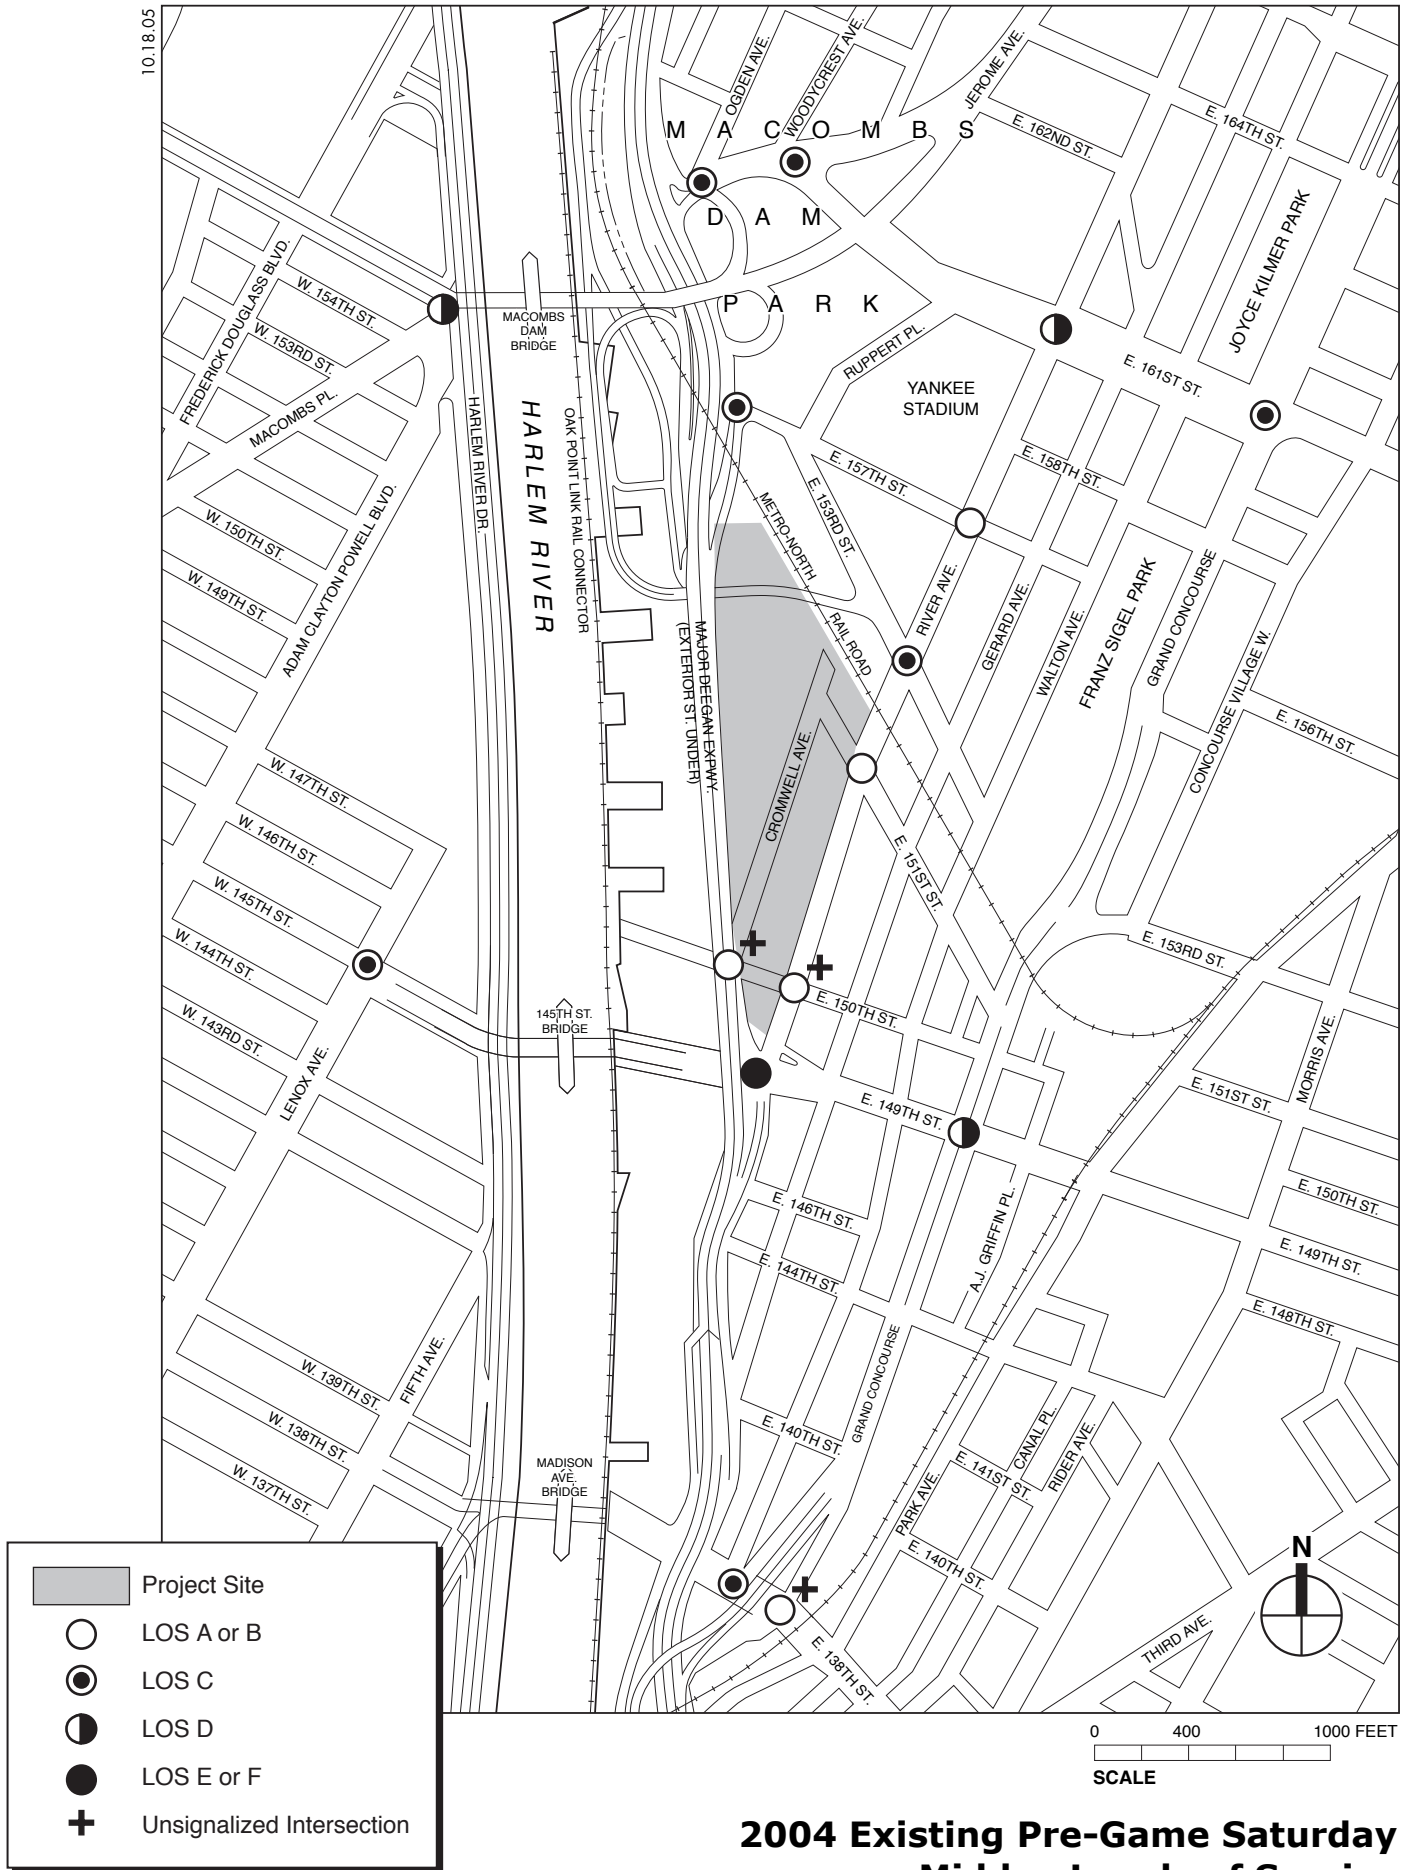 10.18.05
OGDEN AVE.
WOODYCREST AVE.
JEROME AVE.
MACOMBS
DAM
PARK
E. 162ND ST.
E. 164TH ST.
JOYCE KILMER PARK
FREDERICK DOUGLASS BLVD.
W. 154TH ST.
W. 153RD ST.
MACOMBS PL.
MACOMBS
DAM
BRIDGE
RUPPERT PL.
YANKEE
STADIUM
E. 161ST ST.
HARLEM RIVER DR.
HARLEM RIVER
OAK POINT LINK RAIL CONNECTOR
E. 157TH ST.
E. 158TH ST.
E. 153RD ST.
METRO-NORTH
RAIL ROAD
W. 150TH ST.
W. 149TH ST.
ADAM CLAYTON POWELL BLVD.
RIVER AVE.
GERARD AVE.
WALTON AVE.
FRANZ SIGEL PARK
GRAND CONCOURSE
CONCOURSE VILLAGE W.
E. 156TH ST.
MAJOR DEEGAN EXPWY.
(EXTERIOR ST. UNDER)
CROMWELL AVE.
W. 147TH ST.
W. 146TH ST.
W. 145TH ST.
W. 144TH ST.
W. 143RD ST.
LENOX AVE.
E. 151ST ST.
E. 153RD ST.
145TH ST.
BRIDGE
E. 150TH ST.
E. 149TH ST.
MORRIS AVE.
E. 151ST ST.
E. 150TH ST.
E. 149TH ST.
E. 148TH ST.
E. 146TH ST.
E. 144TH ST.
A.J. GRIFFIN PL.
GRAND CONCOURSE
FIFTH AVE.
W. 139TH ST.
W. 138TH ST.
W. 137TH ST.
MADISON
AVE.
BRIDGE
E. 140TH ST.
CANAL PL.
RIDER AVE.
E. 141ST ST.
PARK AVE.
E. 140TH ST.
E. 138TH ST.
THIRD AVE.
N
Project Site
LOS A or B
LOS C
LOS D
LOS E or F
Unsignalized Intersection
0 400 1000 FEET
SCALE
2004 Existing Pre-Game Saturday